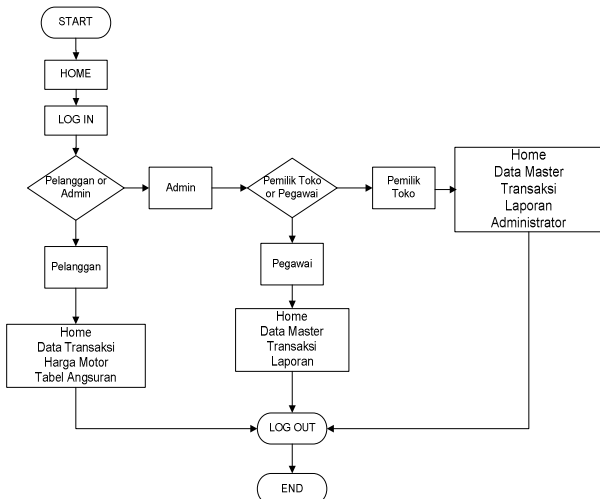 START
HOME
LOG IN
Pelanggan or
Admin
Admin
Pemilik Toko
or Pegawai
Pemilik
Toko
Home
Data Master
Transaksi
Laporan
Administrator
Pelanggan
Pegawai
Home
Data Transaksi
Harga Motor
Tabel Angsuran
Home
Data Master
Transaksi
Laporan
LOG OUT
END